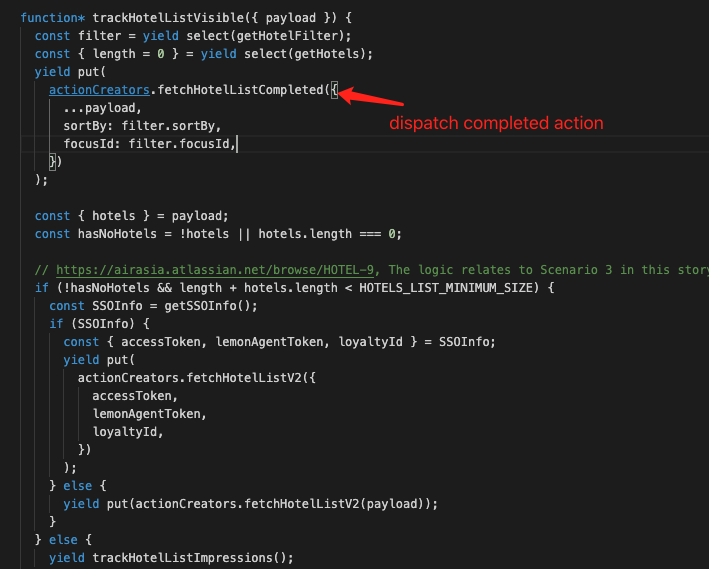 function* trackHotelListVisible({ payload }) {
const filter = yield select(getHotelFilter);
const { length = 0 } = yield select(getHotels);
yield put(
actionCreators.fetchHotelListCompleted({
...payload,
sortBy: filter.sortBy,
dispatch completed action
focusId: filter.focusId,
})
);
const { hotels } = payload;
const hasNoHotels = !hotels || hotels.length === 0;
// https://airasia.atlassian.net/browse/HOTEL-9, The logic relates to Scenario 3 in this story
if (!hasNoHotels && length + hotels.length < HOTELS_LIST_MINIMUM_SIZE) {
const SSOInfo = getSSOInfo();
if (SSOInfo) {
const { accessToken, lemonAgentToken, loyaltyId } = SSOInfo;
yield put(
actionCreators.fetchHotelListV2({
accessToken,
lemonAgentToken,
loyaltyId,
})
);
} else {
yield put(actionCreators.fetchHotelListV2(payload));
}
} else {
yield trackHotelListImpressions();